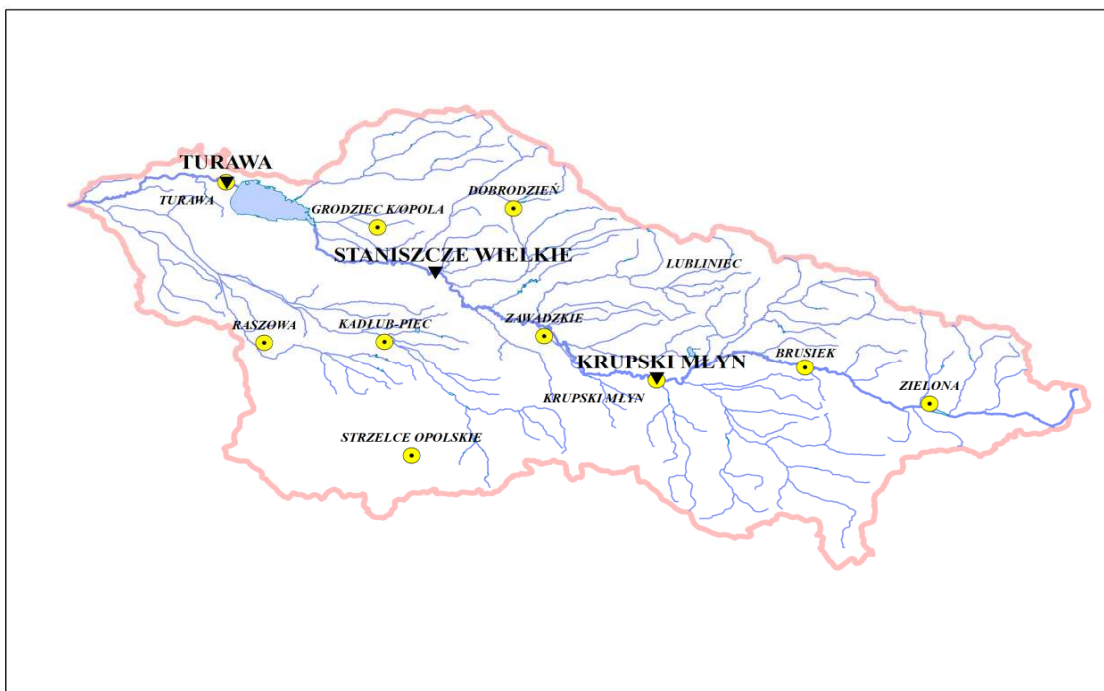 TURAWA
DOBRODZIEŃ
TURAWA
GRODZIEC K/OPOLA
STANISZCZE WIELKIE
LUBLINIEC
ZAWADZKIE
RASZOWA
KADŁUB-PIEC
BRUSIEK
KRUPSKI MŁYN
ZIELONA
KRUPSKI MŁYN
STRZELCE OPOLSKIE